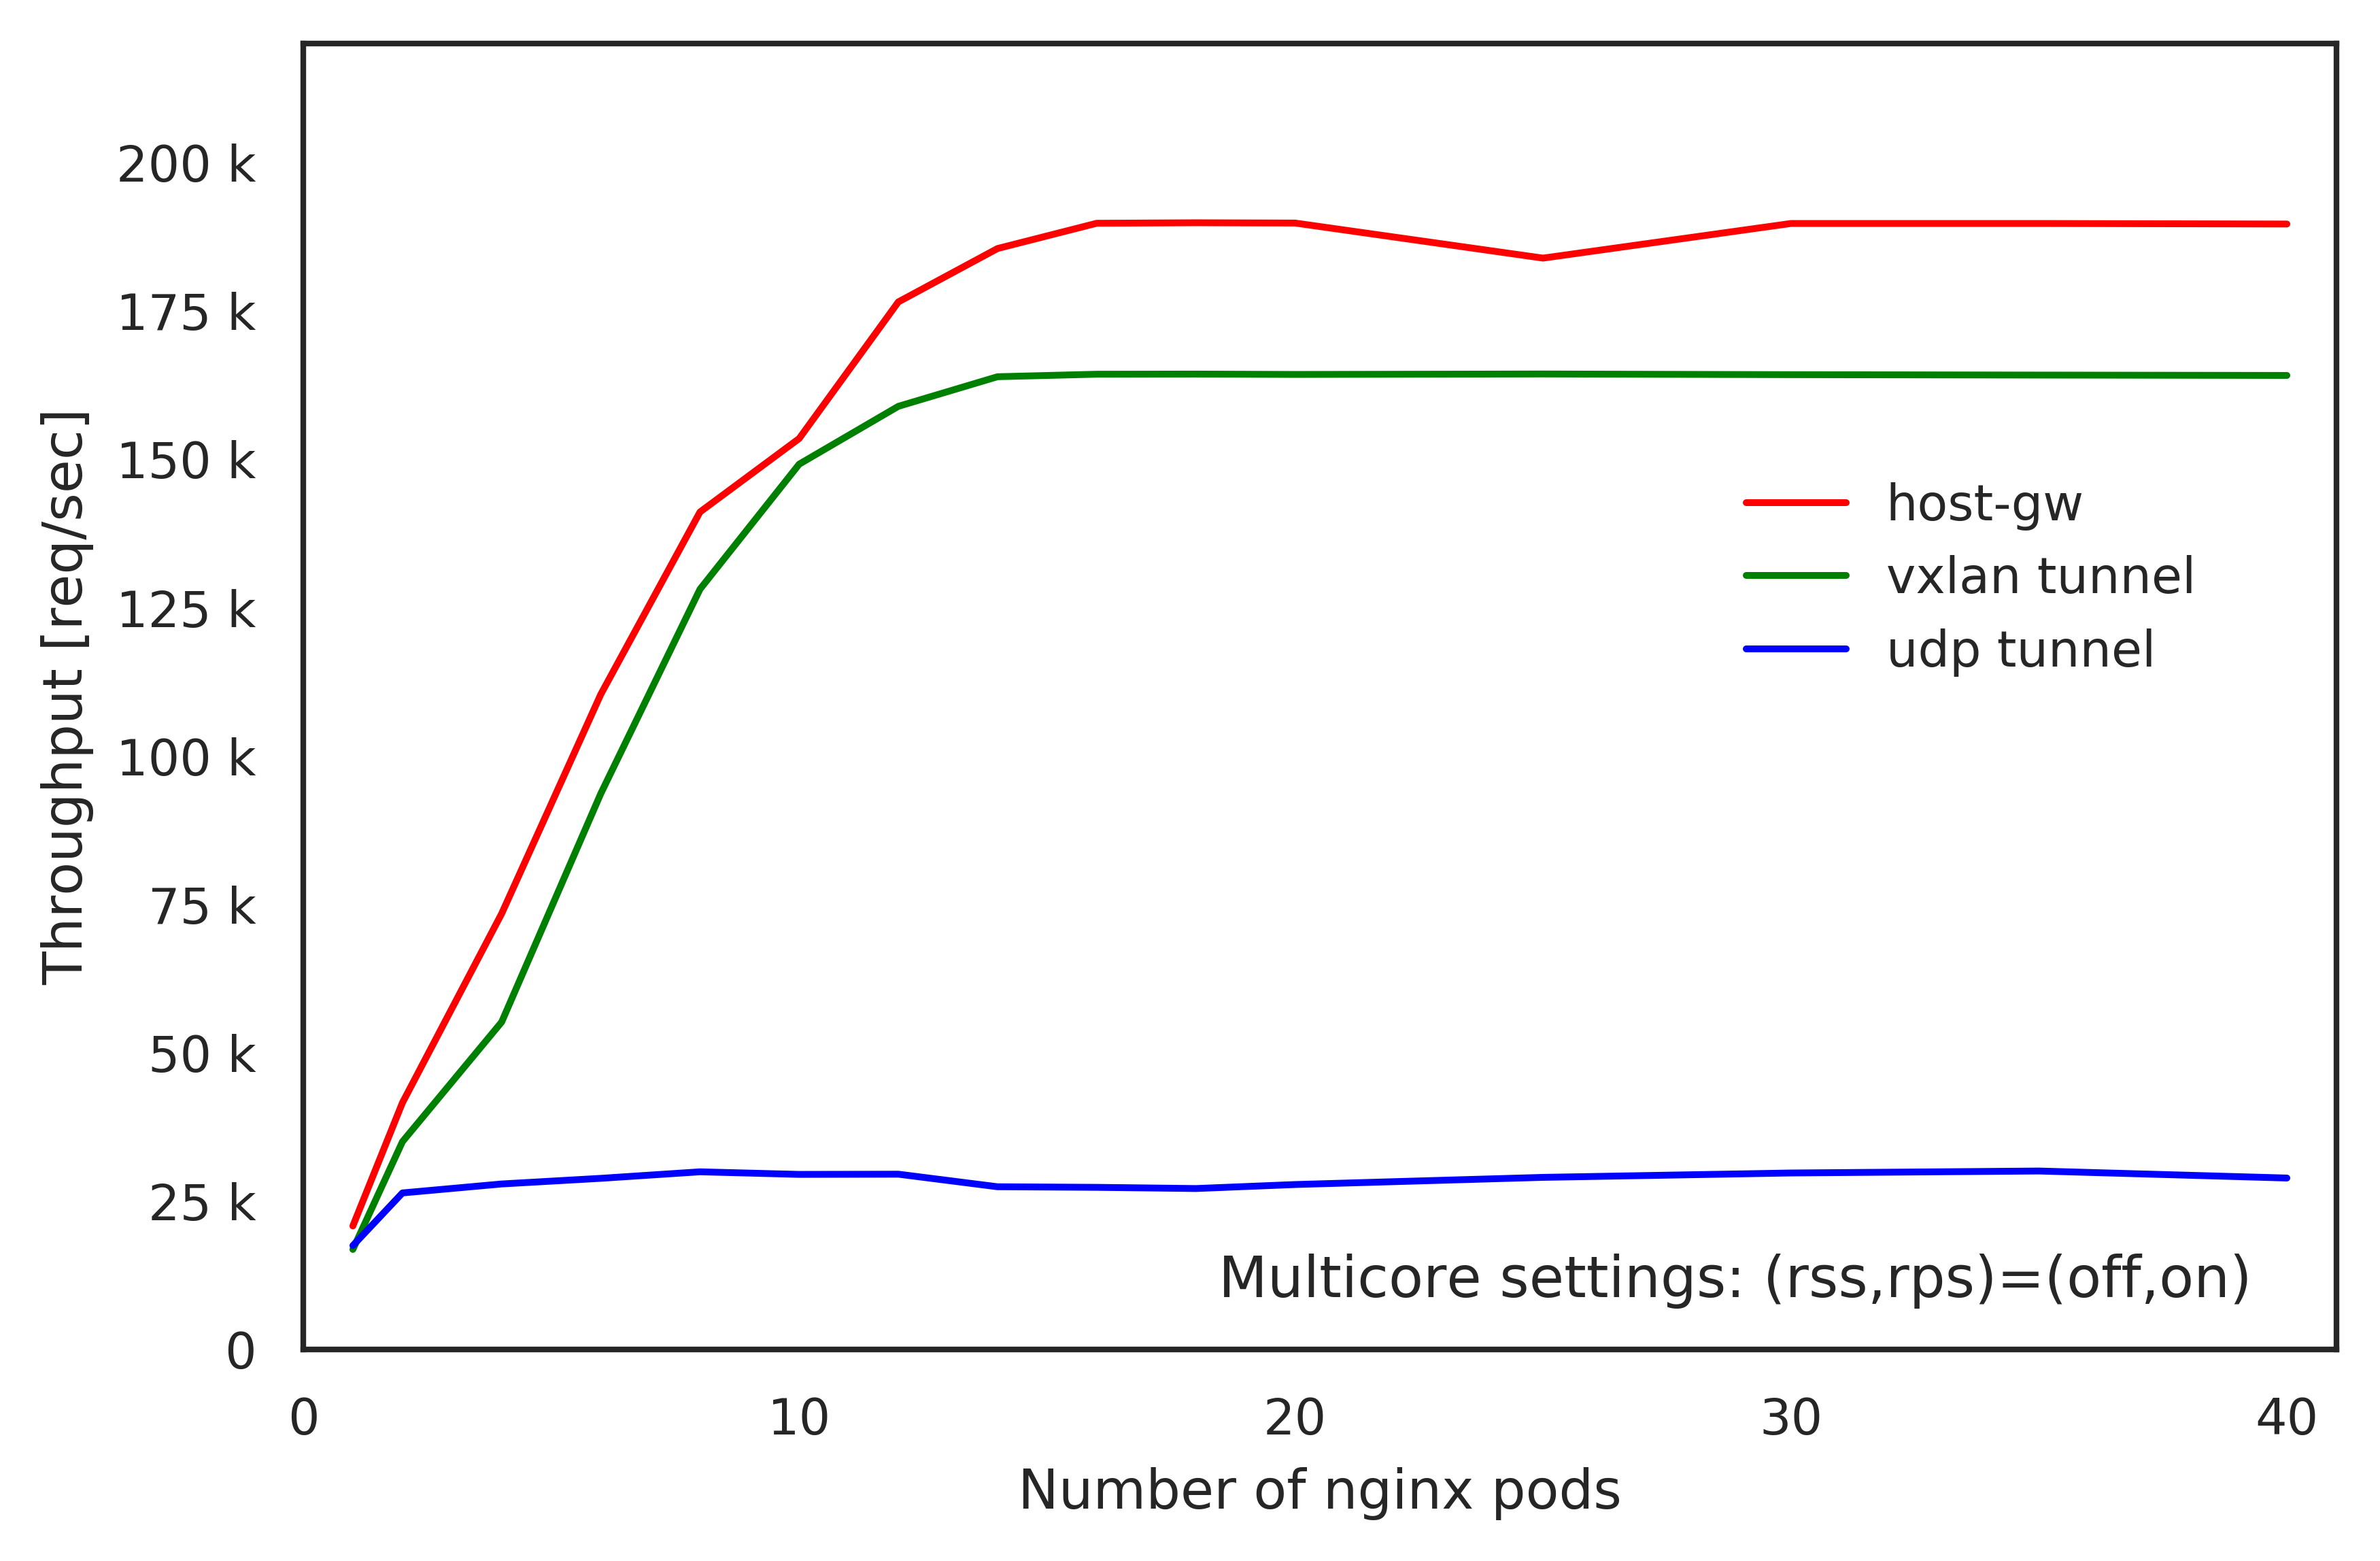 200 k
175 k
150 k
125 k
100 k
75 k
50 k
25 k
0
Throughput [req/sec]
host-gw
vxlan tunnel
udp tunnel
Multicore settings: (rss,rps)=(off,on)
0 10 20 30 40
Number of nginx pods